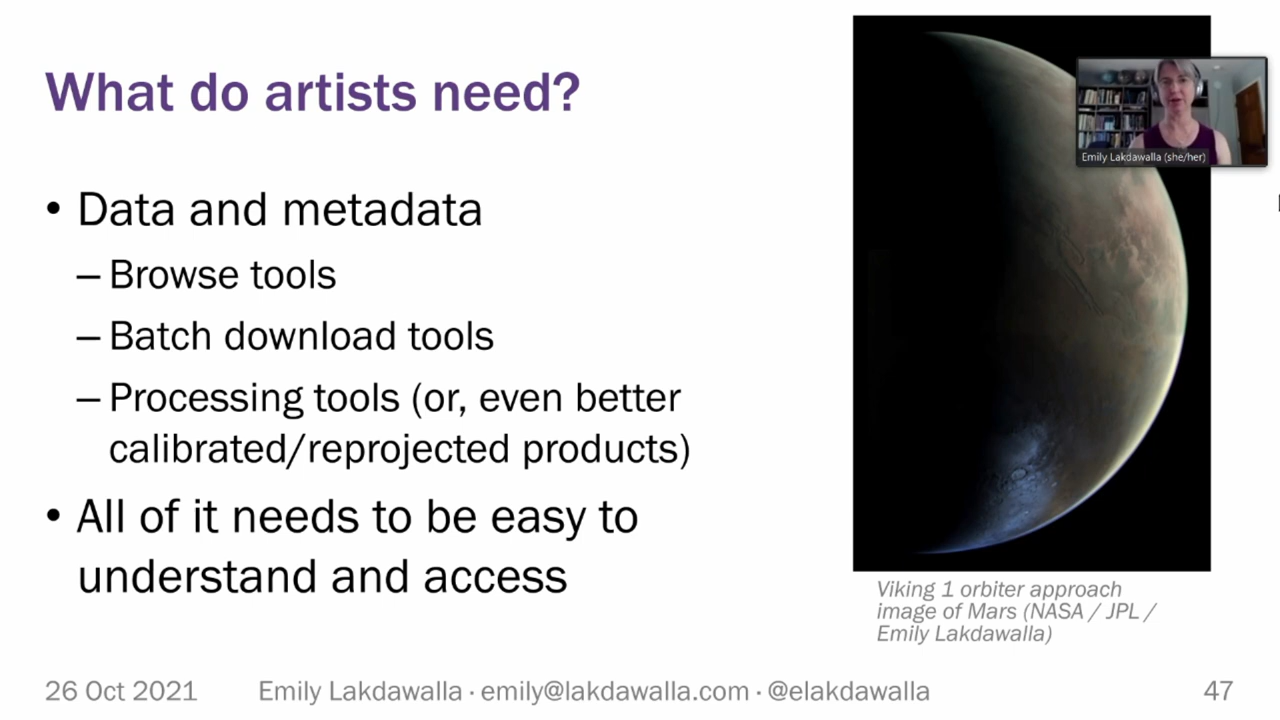 What do artists need?
• Data and metadata
– Browse tools
– Batch download tools
– Processing tools (or, even better
calibrated/reprojected products)
• All of it needs to be easy to
understand and access
Emily Lakdawalla (she/her)
Viking 1 orbiter approach
image of Mars (NASA / JPL /
Emily Lakdawalla)
26 Oct 2021
Emily Lakdawalla · emily@lakdawalla.com · @elakdawalla
47